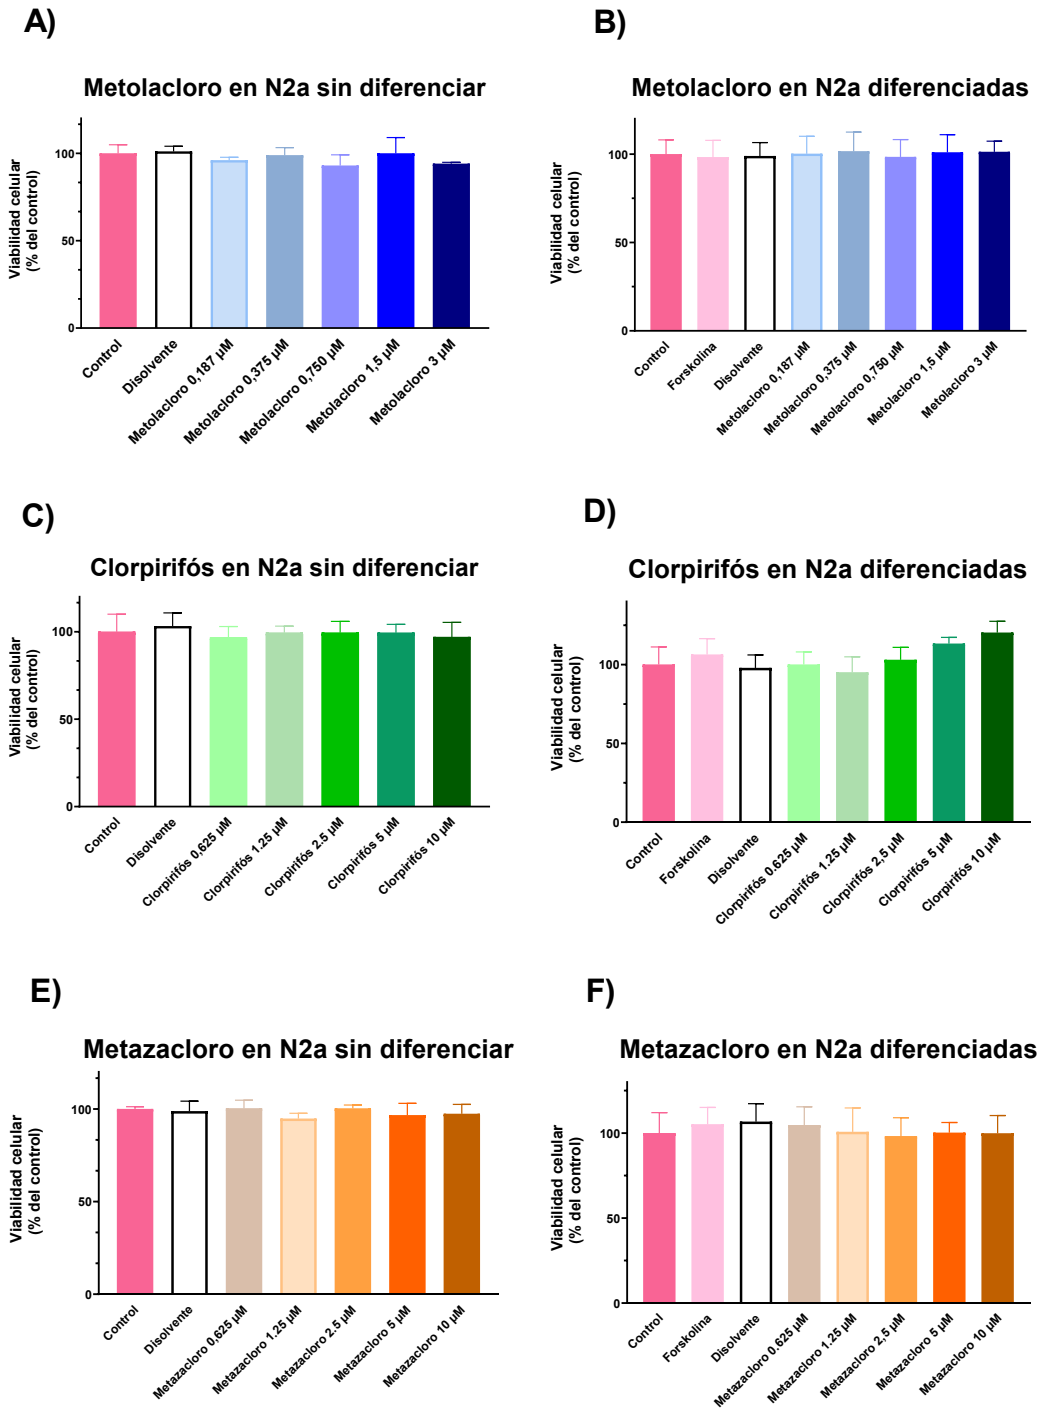 A)
Metolacloro en N2a sin diferenciar
Viabilidad celular
(% del control)
100
50
0
Control
Disolvente
Metolacloro 0,187 µM
Metolacloro 0,375 µM
Metolacloro 0,750 µM
Metolacloro 1,5 µM
Metolacloro 3 µM
B)
Metolacloro en N2a diferenciadas
Viabilidad celular
(% del control)
100
50
0
Control
Forskolina
Disolvente
Metolacloro 0,187 µM
Metolacloro 0,375 µM
Metolacloro 0,750 µM
Metolacloro 1,5 µM
Metolacloro 3 µM
C)
Clorpirifós en N2a sin diferenciar
Viabilidad celular
(% del control)
100
50
0
Control
Disolvente
Clorpirifós 0,625 µM
Clorpirifós 1.25 µM
Clorpirifós 2.5 µM
Clorpirifós 5 µM
Clorpirifós 10 µM
D)
Clorpirifós en N2a diferenciadas
Viabilidad celular
(% del control)
100
50
0
Control
Forskolina
Disolvente
Clorpirifós 0.625 µM
Clorpirifós 1.25 µM
Clorpirifós 2,5 µM
Clorpirifós 5 µM
Clorpirifós 10 µM
E)
Metazacloro en N2a sin diferenciar
Viabilidad celular
(% del control)
100
50
0
Control
Disolvente
Metazacloro 0,625 µM
Metazacloro 1.25 µM
Metazacloro 2.5 µM
Metazacloro 5 µM
Metazacloro 10 µM
F)
Metazacloro en N2a diferenciadas
Viabilidad celular
(% del control)
100
50
0
Control
Forskolina
Disolvente
Metazacloro 0.625 µM
Metazacloro 1.25 µM
Metazacloro 2,5 µM
Metazacloro 5 µM
Metazacloro 10 µM